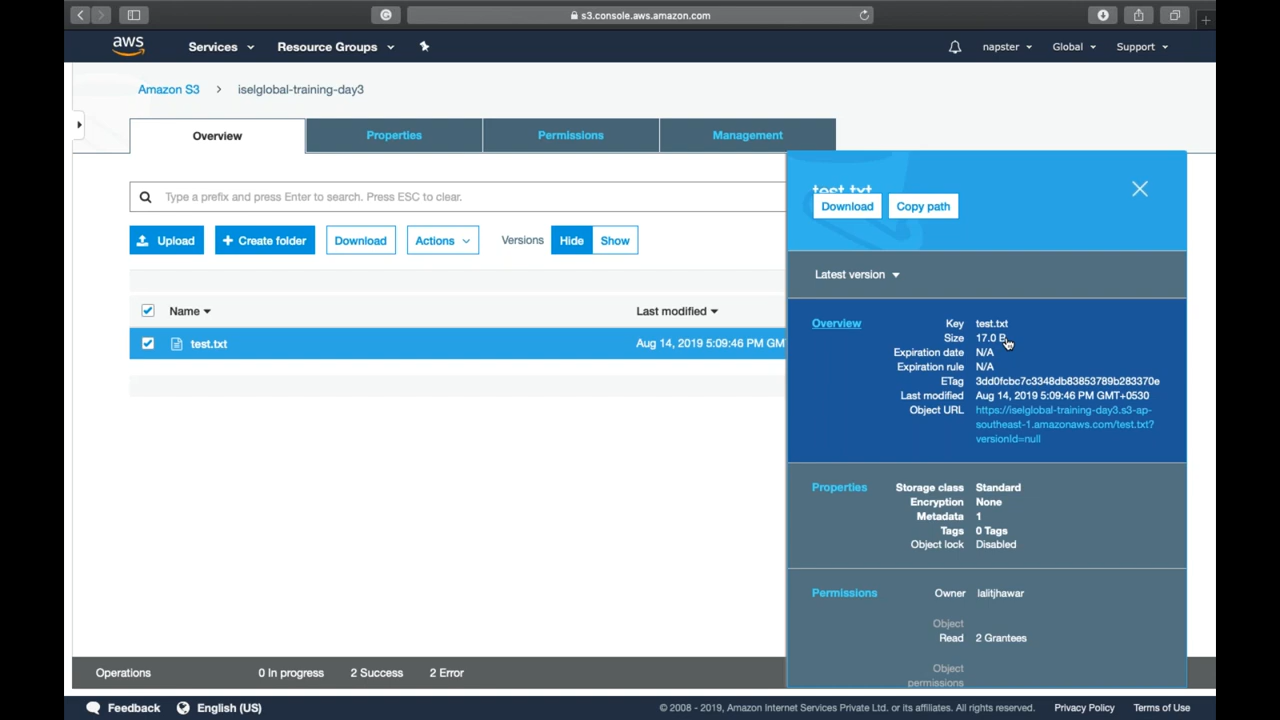 s3.console.aws.amazon.com
aws
Services
Resource Groups
napster
Global
Support
Amazon S3 > iselglobal-training-day3
Overview
Properties
Permissions
Management
Type a prefix and press Enter to search. Press ESC to clear.
Upload
+ Create folder
Download
Actions
Versions
Hide
Show
Name
Last modified
test.txt
Aug 14, 2019 5:09:46 PM GM
test.txt
Download
Copy path
Latest version
Overview
Key test.txt
Size 17.0 B
Expiration date N/A
Expiration rule N/A
ETag 3dd0fcbc7c3348db83853789b283370e
Last modified Aug 14, 2019 5:09:46 PM GMT+0530
Object URL https://iselglobal-training-day3.s3-ap-
southeast-1.amazonaws.com/test.txt?
versionId=null
Properties
Storage class Standard
Encryption None
Metadata 1
Tags 0 Tags
Object lock Disabled
Permissions
Owner lalitjhawar
Object
Read 2 Grantees
Object
permissions
Operations
0 In progress
2 Success
2 Error
Feedback
English (US)
© 2008 - 2019, Amazon Internet Services Private Ltd. or its affiliates. All rights reserved.
Privacy Policy
Terms of Use